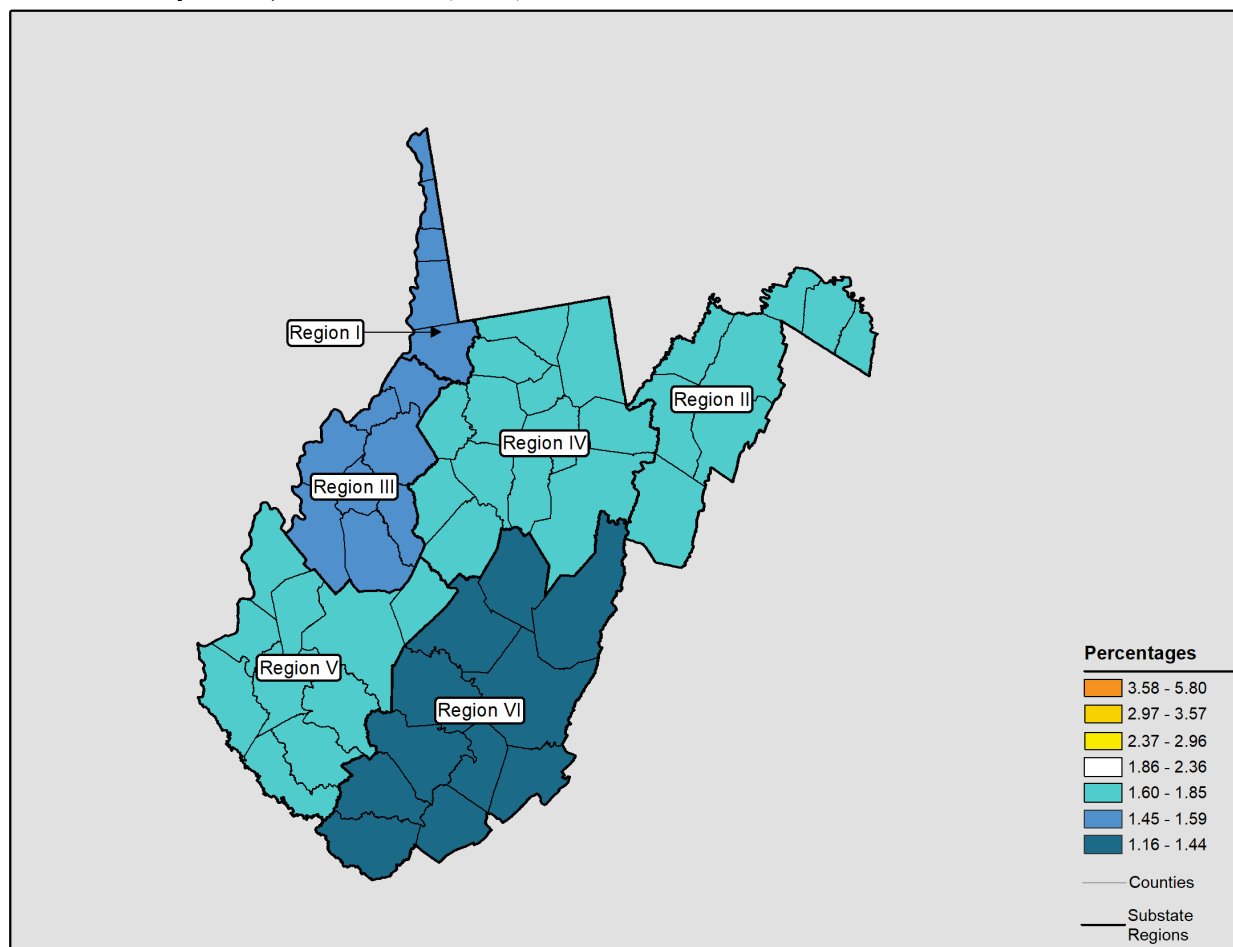 Region I
Region II
Region IV
Region III
Region V
Region VI
Percentages
3.58 - 5.80
2.97 - 3.57
2.37 - 2.96
1.86 - 2.36
1.60 - 1.85
1.45 - 1.59
1.16 - 1.44
Counties
Substate
Regions